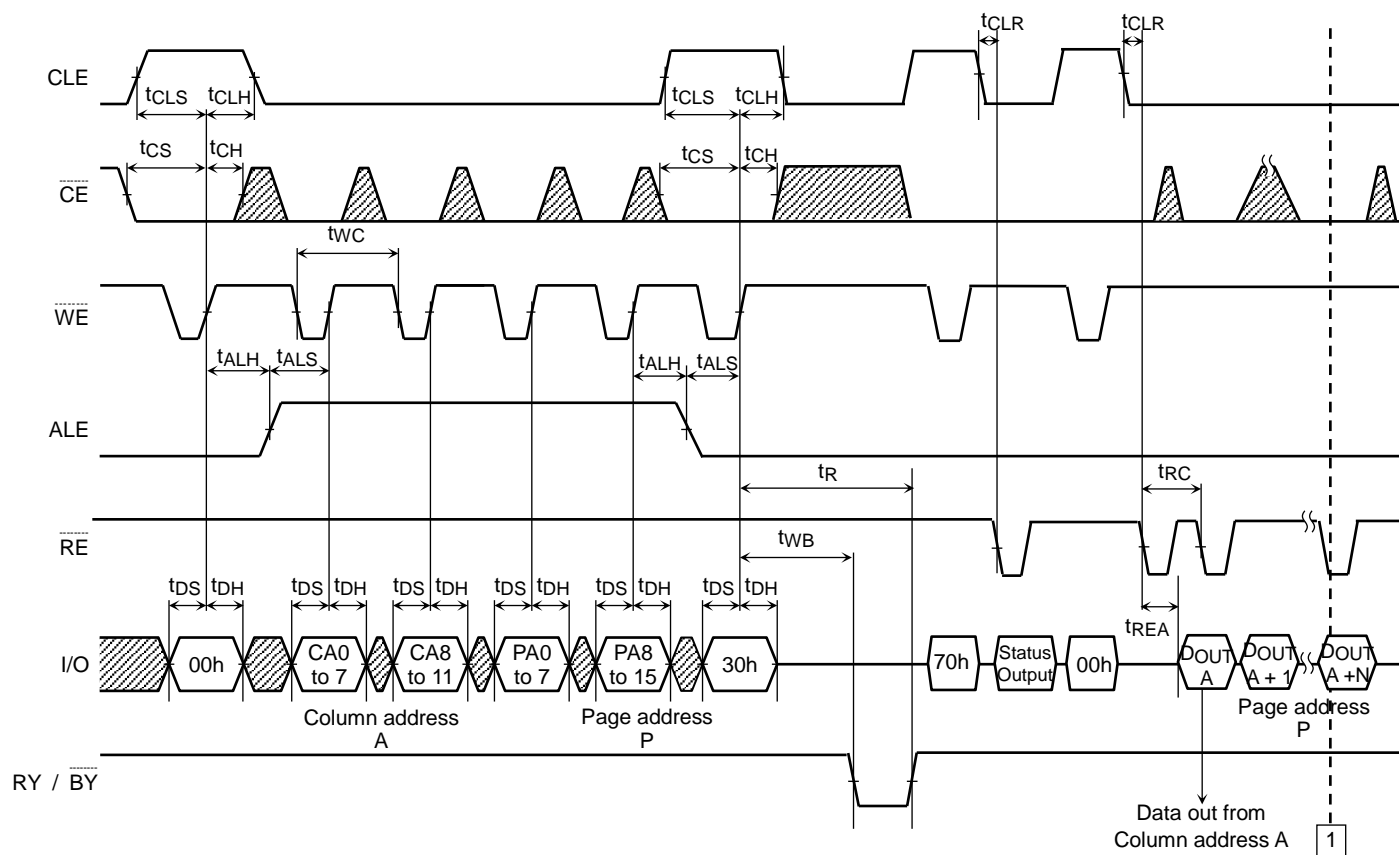 tCLR
tCLR
CLE
tCLS
tCLH
tCLS
tCLH
tCS
tCH
tCS
tCH
CE
tWC
WE
tALH
tALS
tALH
tALS
ALE
tR
tRC
RE
tWB
tDS
tDH
tDS
tDH
tDS
tDH
tDS
tDH
tDS
tDH
tDS
tDH
tREA
I/O
00h
CA0
to 7
CA8
to 11
PA0
to 7
PA8
to 15
30h
70h
Status
Output
00h
DOUT
A
DOUT
A + 1
DOUT
A +N
Column address
A
Page address
P
Page address
P
RY / BY
Data out from
Column address A
1